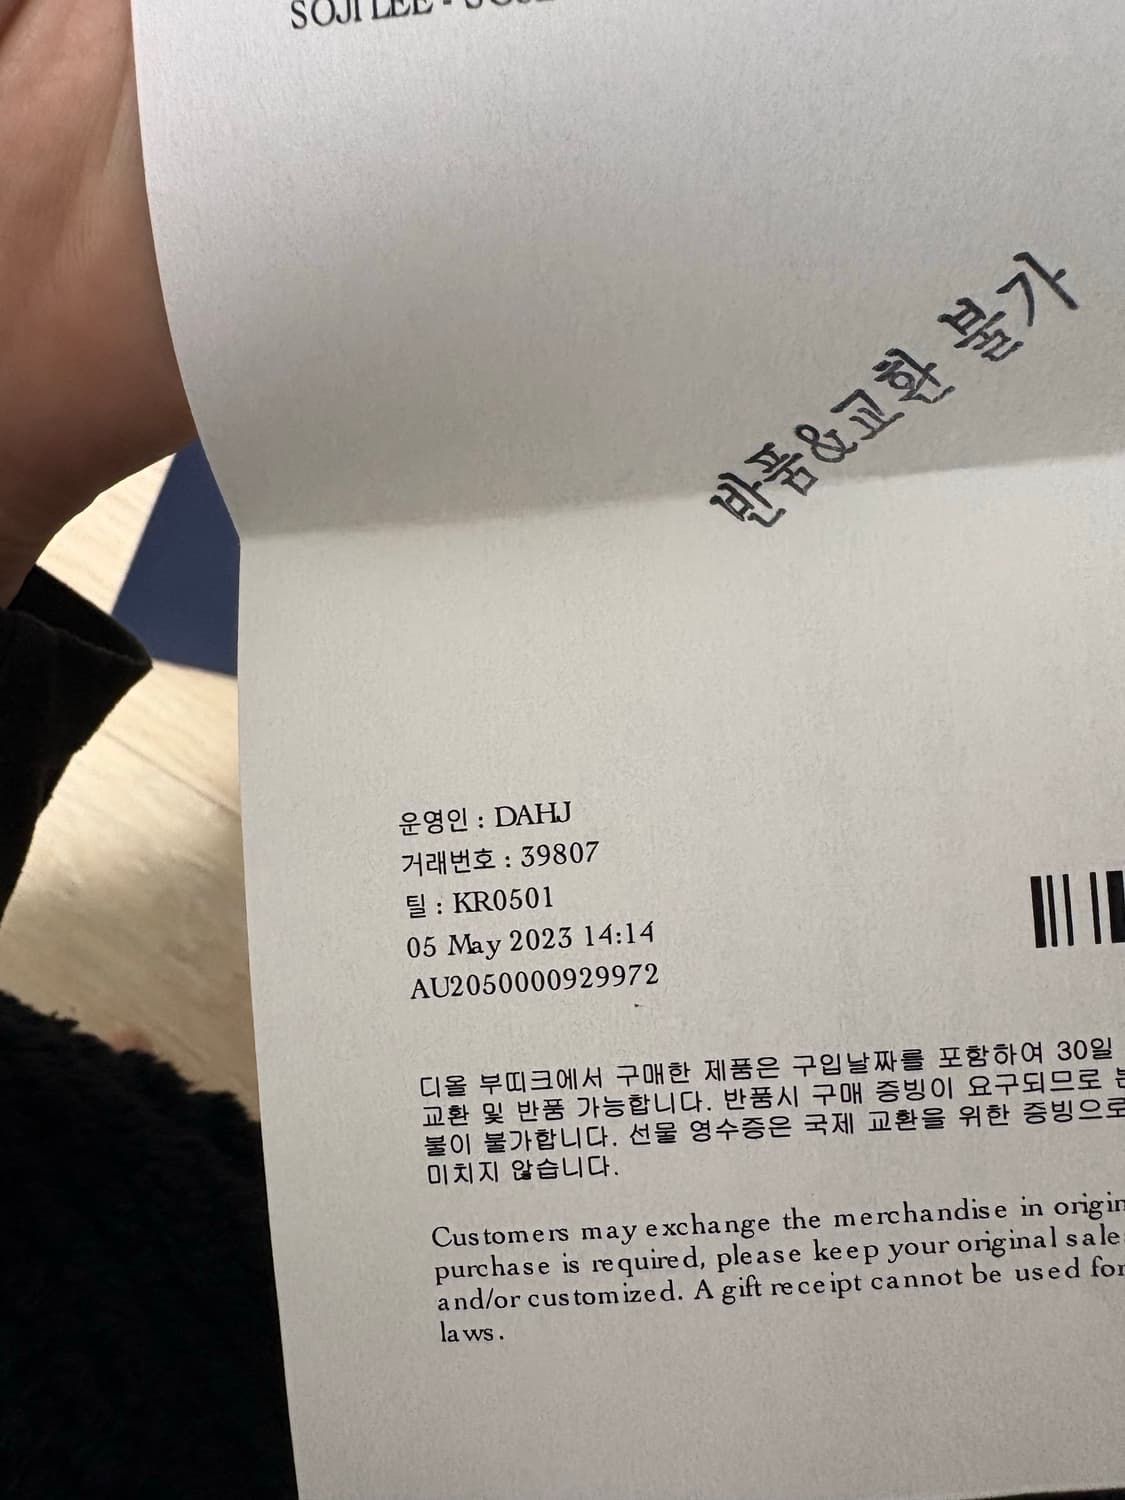 SOJI LEE -
반품&교환 불가
운영인 : DAHJ
거래번호 : 39807
틸 : KR0501
05 May 2023 14:14
AU2050000929972
디올 부띠크에서 구매한 제품은 구입날짜를 포함하여 30일
교환 및 반품 가능합니다. 반품시 구매 증빙이 요구되므로
불이 불가합니다. 선물 영수증은 국제 교환을 위한 증빙으로
미치지 않습니다.
Customers may exchange the merchandise in origin
purchase is required, please keep your original sale
and/or customized. A gift receipt cannot be used for
laws.